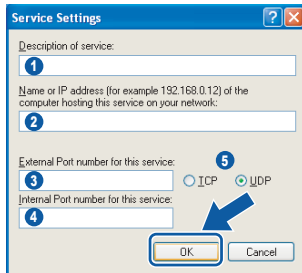 Service Settings
Description of service:
1
Name or IP address (for example 192.168.0.12) of the
computer hosting this service on your network:
2
External Port number for this service:
5
3
TCP
UDP
Internal Port number for this service:
4
OK
Cancel